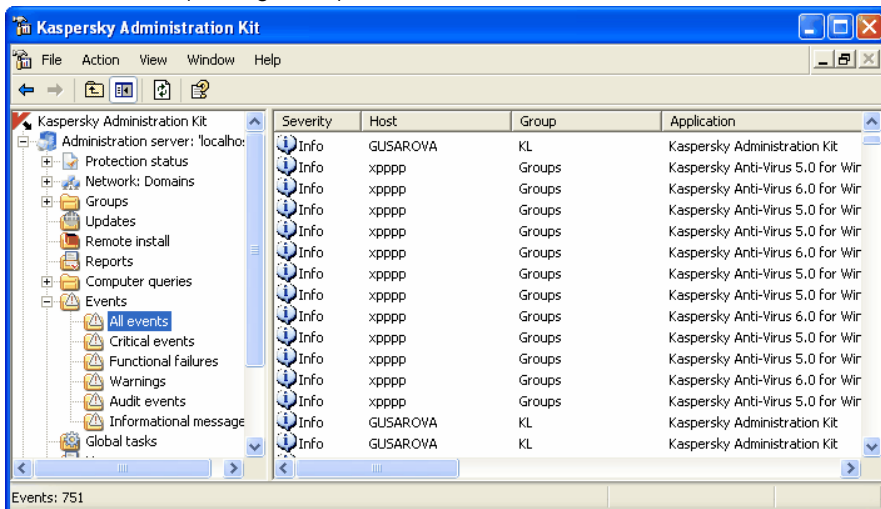 Kaspersky Administration Kit
File Action View Window Help
Kaspersky Administration Kit
Administration server: 'localho
Protection status
Network: Domains
Groups
Updates
Remote install
Reports
Computer queries
Events
All events
Critical events
Functional failures
Warnings
Audit events
Informational message
Global tasks
Severity Host Group Application
Info GUSAROVA KL Kaspersky Administration Kit
Info xpppp Groups Kaspersky Anti-Virus 5.0 for Win
Info xpppp Groups Kaspersky Anti-Virus 6.0 for Win
Info xpppp Groups Kaspersky Anti-Virus 5.0 for Win
Info xpppp Groups Kaspersky Anti-Virus 5.0 for Win
Info xpppp Groups Kaspersky Anti-Virus 6.0 for Win
Info xpppp Groups Kaspersky Anti-Virus 5.0 for Win
Info xpppp Groups Kaspersky Anti-Virus 5.0 for Win
Info xpppp Groups Kaspersky Anti-Virus 6.0 for Win
Info xpppp Groups Kaspersky Anti-Virus 5.0 for Win
Info xpppp Groups Kaspersky Anti-Virus 5.0 for Win
Info xpppp Groups Kaspersky Anti-Virus 6.0 for Win
Info xpppp Groups Kaspersky Anti-Virus 5.0 for Win
Info GUSAROVA KL Kaspersky Administration Kit
Info GUSAROVA KL Kaspersky Administration Kit
Events: 751